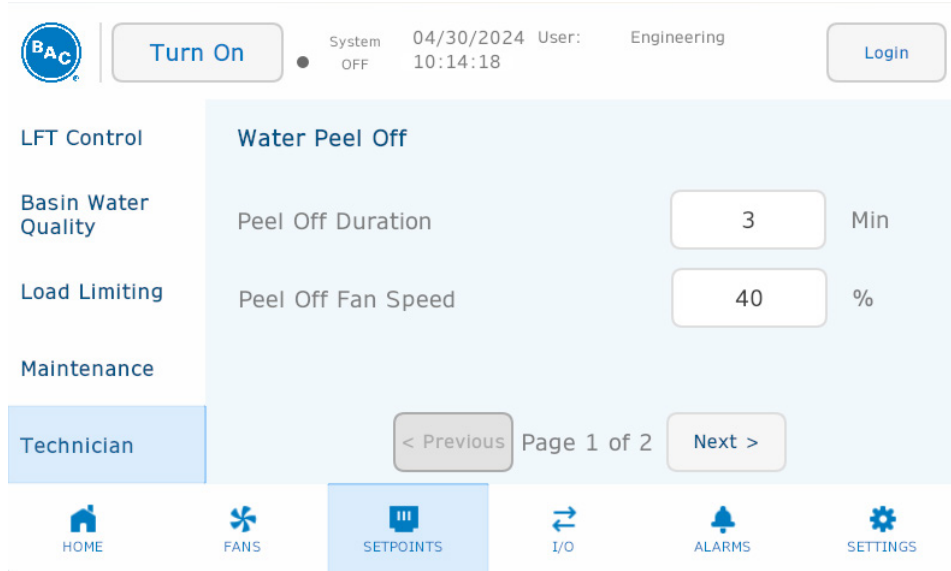 BAC
Turn On
System
OFF
04/30/2024
10:14:18
User:
Engineering
Login
LFT Control
Basin Water
Quality
Load Limiting
Maintenance
Technician
Water Peel Off
Peel Off Duration
3
Min
Peel Off Fan Speed
40
%
< Previous
Page 1 of 2
Next >
HOME
FANS
SETPOINTS
I/O
ALARMS
SETTINGS